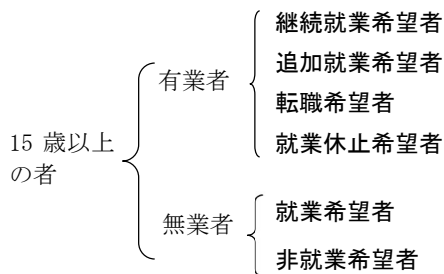 継続就業希望者
追加就業希望者
有業者
転職希望者
就業休止希望者
15 歳以上
の者
就業希望者
無業者
非就業希望者